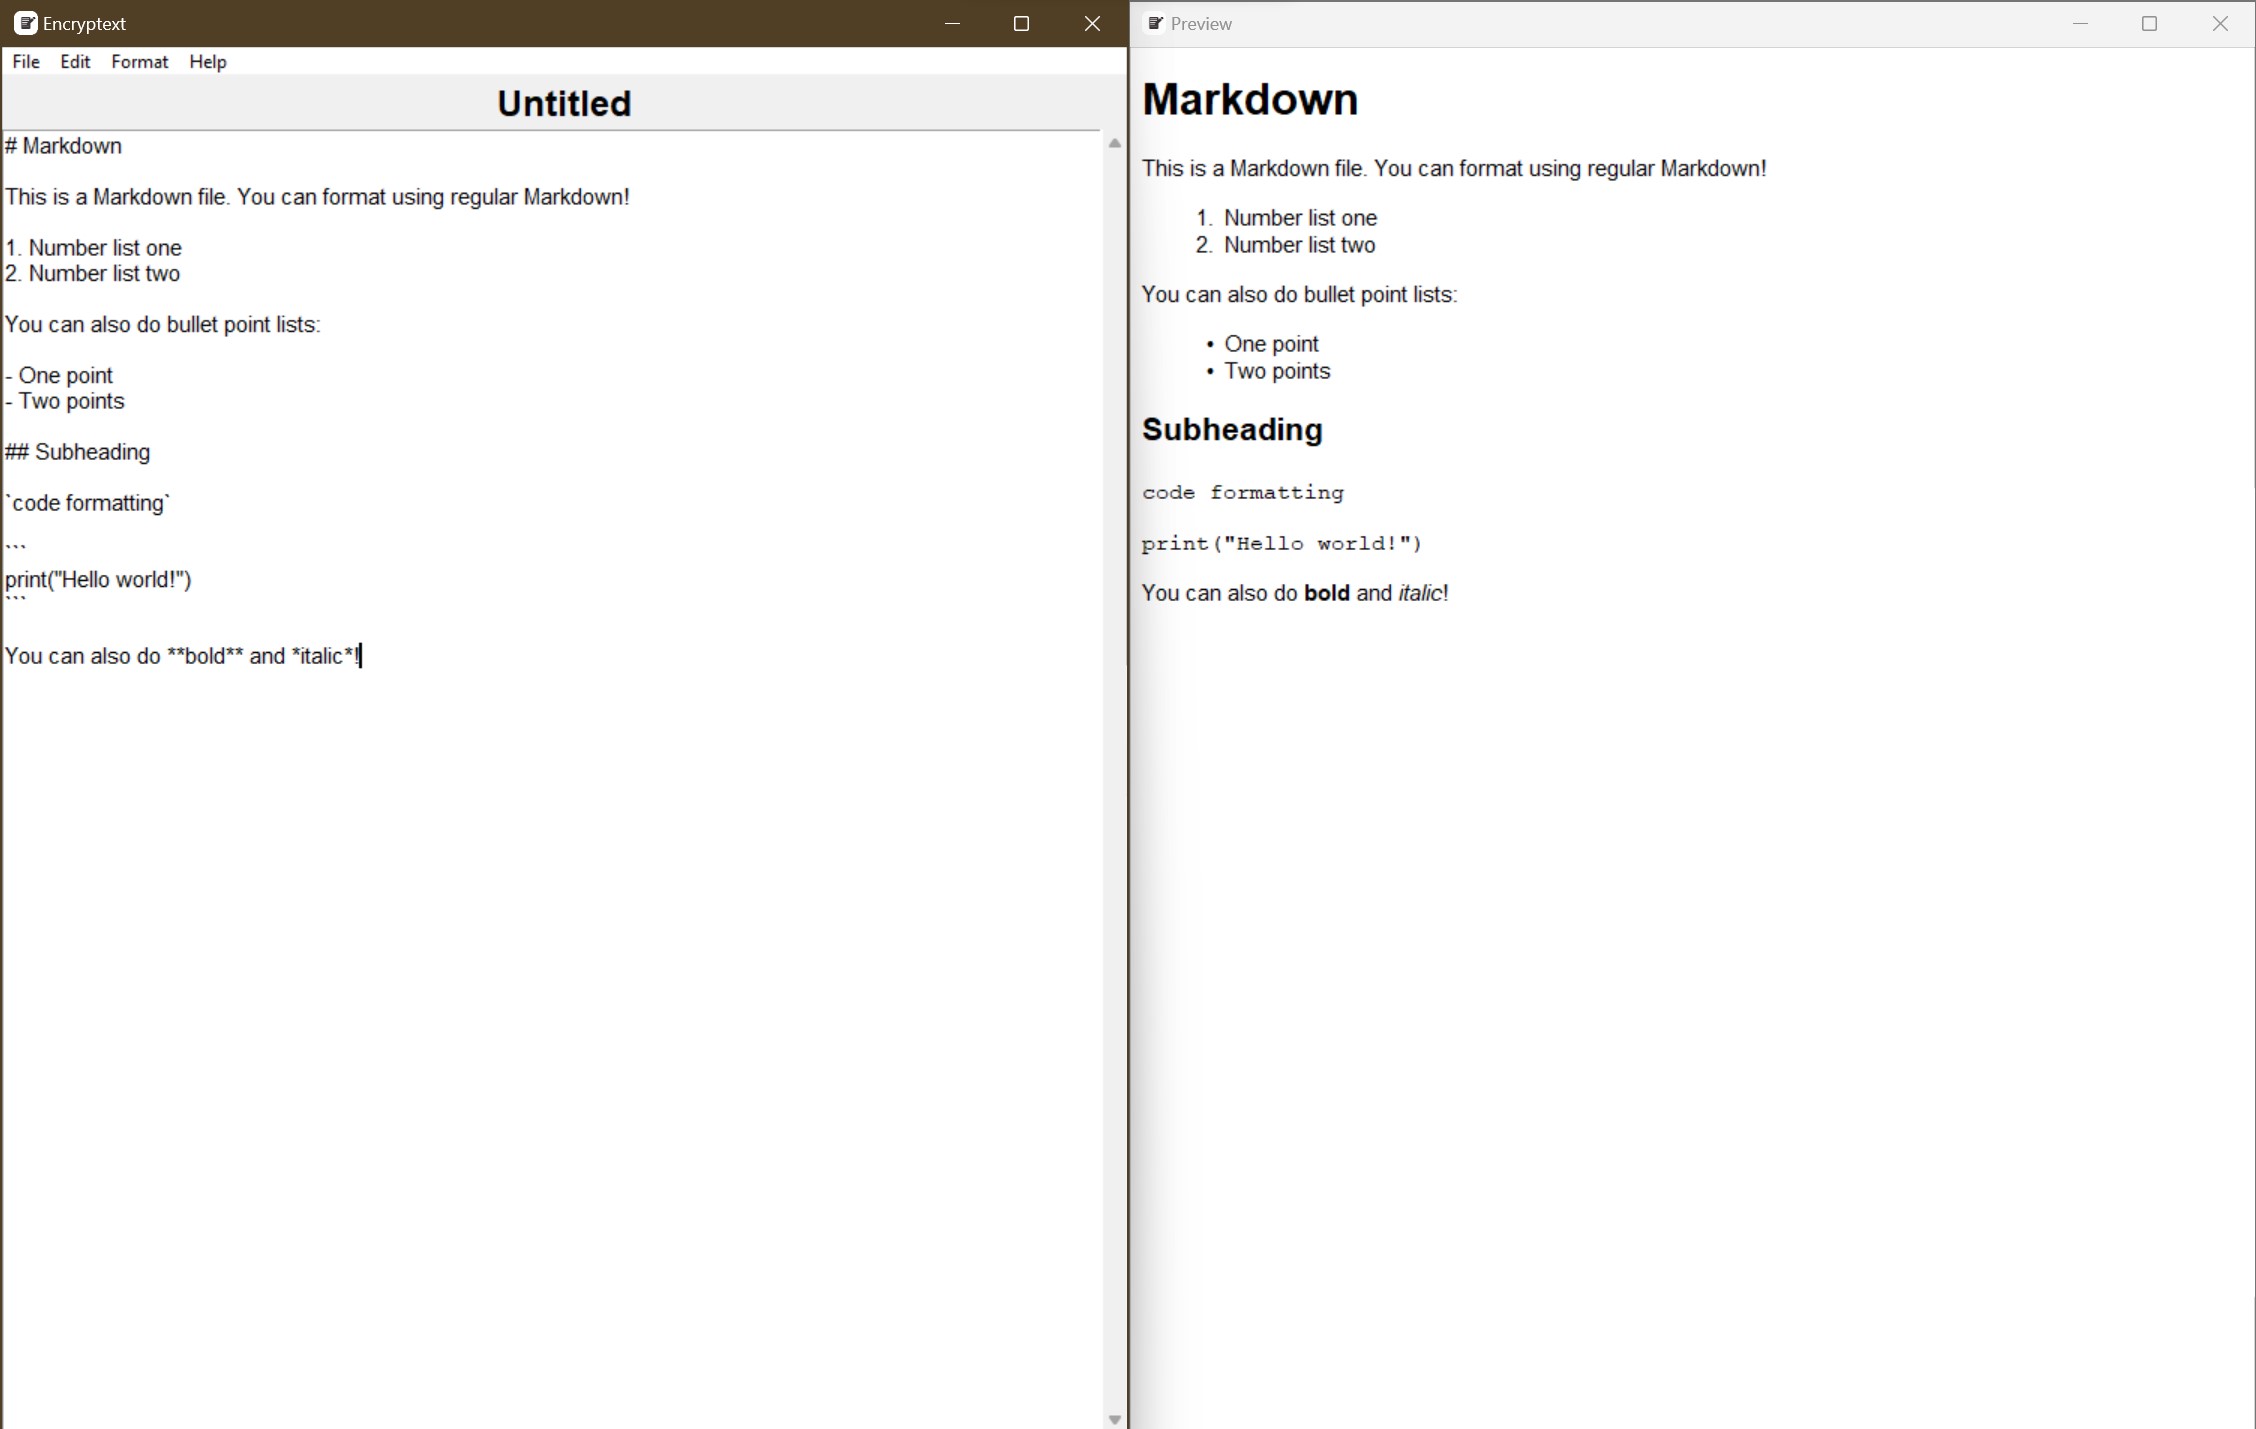 Encryptext
File Edit Format Help
Untitled
# Markdown
This is a Markdown file. You can format using regular Markdown!
1. Number list one
2. Number list two
You can also do bullet point lists:
- One point
- Two points
## Subheading
`code formatting`
```
print("Hello world!")
```
You can also do **bold** and *italic*!
Preview
Markdown
This is a Markdown file. You can format using regular Markdown!
1. Number list one
2. Number list two
You can also do bullet point lists:
• One point
• Two points
Subheading
code formatting
print("Hello world!")
You can also do bold and italic!